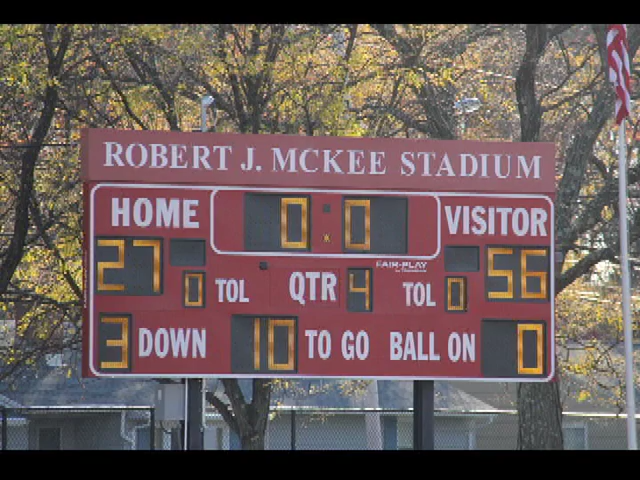 ROBERT J. MCKEE STADIUM
HOME 0 0 VISITOR
27 0 TOL QTR 4 FAIR-PLAY TOL 0 56
3 DOWN 10 TO GO BALL ON 0